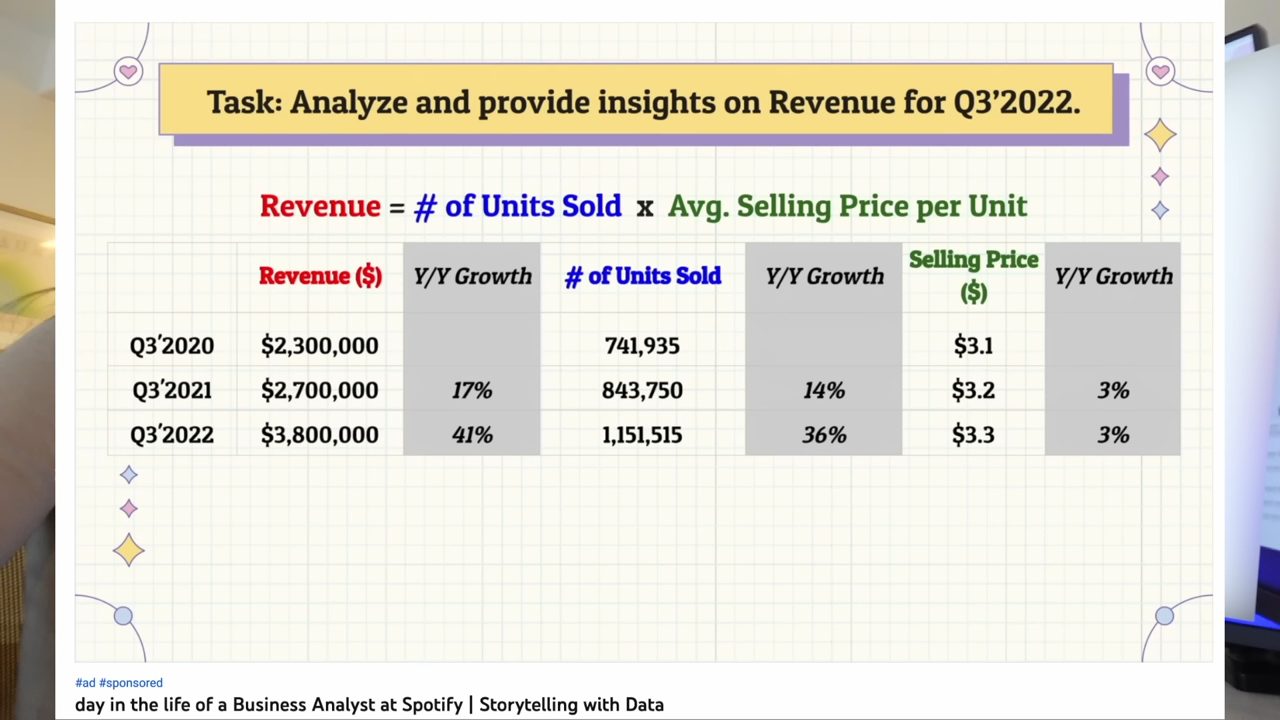 Task: Analyze and provide insights on Revenue for Q3’2022.
Revenue = # of Units Sold x Avg. Selling Price per Unit
Revenue ($) Y/Y Growth # of Units Sold Y/Y Growth Selling Price ($) Y/Y Growth
Q3'2020 $2,300,000 741,935 $3.1
Q3'2021 $2,700,000 17% 843,750 14% $3.2 3%
Q3'2022 $3,800,000 41% 1,151,515 36% $3.3 3%
#ad #sponsored
day in the life of a Business Analyst at Spotify | Storytelling with Data